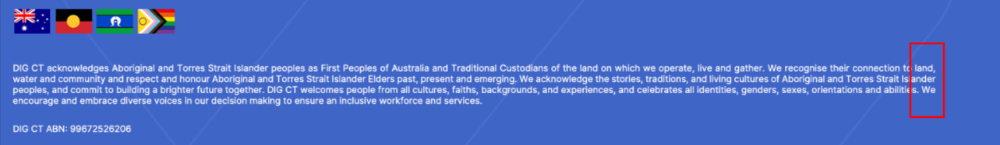 DIG CT acknowledges Aboriginal and Torres Strait Islander peoples as First Peoples of Australia and Traditional Custodians of the land on which we operate, live and gather. We recognise their connection to land,
water and community and respect and honour Aboriginal and Torres Strait Islander Elders past, present and emerging. We acknowledge the stories, traditions, and living cultures of Aboriginal and Torres Strait Islander
peoples, and commit to building a brighter future together. DIG CT welcomes people from all cultures, faiths, backgrounds, and experiences, and celebrates all identities, genders, sexes, orientations and abilities. We
encourage and embrace diverse voices in our decision making to ensure an inclusive workforce and services.
DIG CT ABN: 99672526206